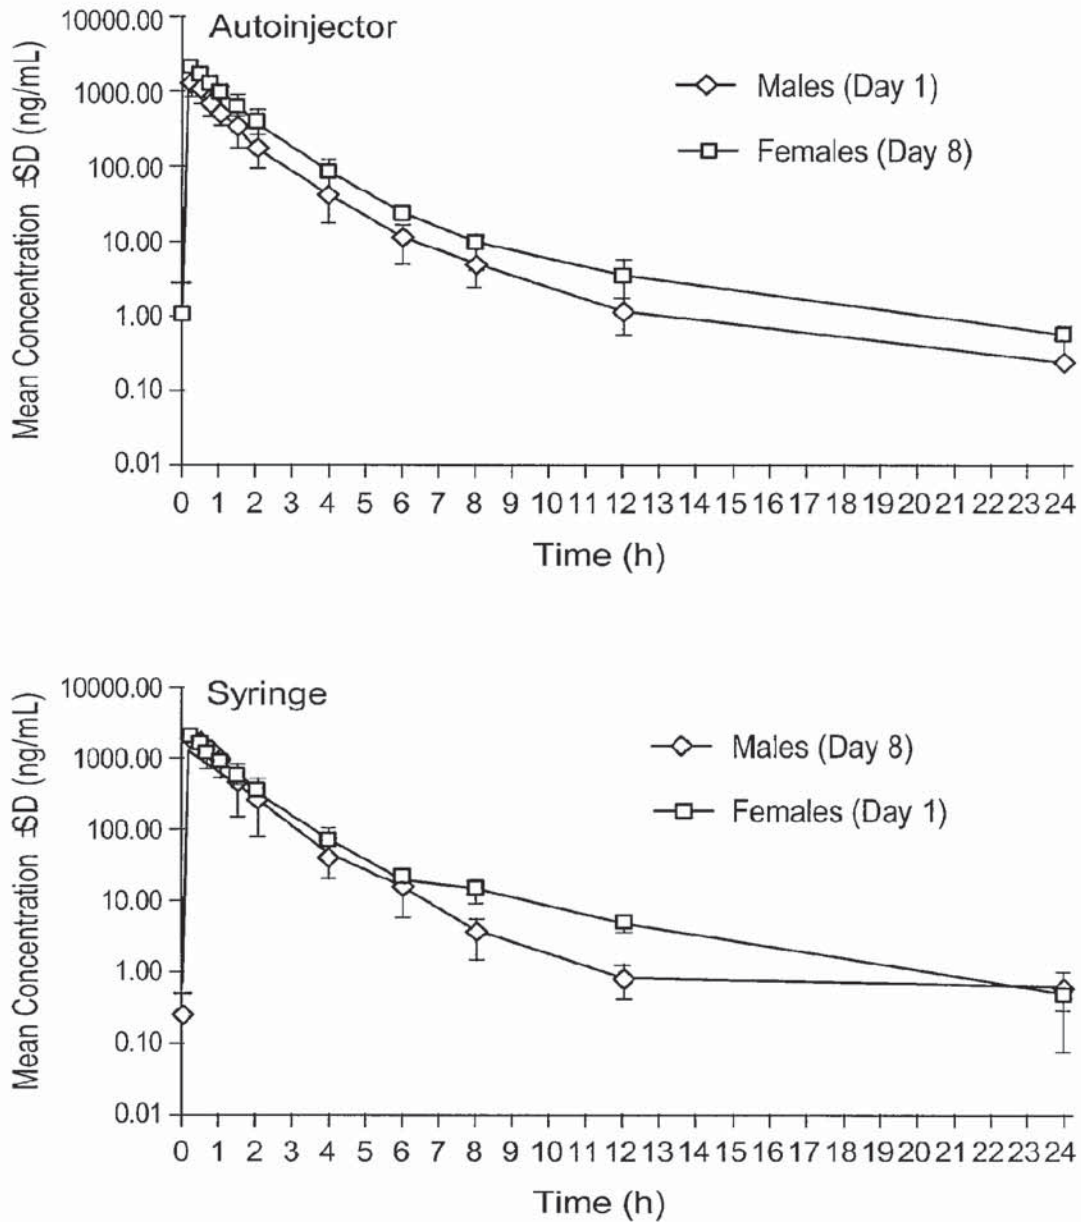 Autoinjector
Mean Concentration ±SD (ng/mL)
10000.00
1000.00
100.00
10.00
1.00
0.10
0.01
Males (Day 1)
Females (Day 8)
0 1 2 3 4 5 6 7 8 9 10 11 12 13 14 15 16 17 18 19 20 21 22 23 24
Time (h)
Syringe
Mean Concentration ±SD (ng/mL)
10000.00
1000.00
100.00
10.00
1.00
0.10
0.01
Males (Day 8)
Females (Day 1)
0 1 2 3 4 5 6 7 8 9 10 11 12 13 14 15 16 17 18 19 20 21 22 23 24
Time (h)